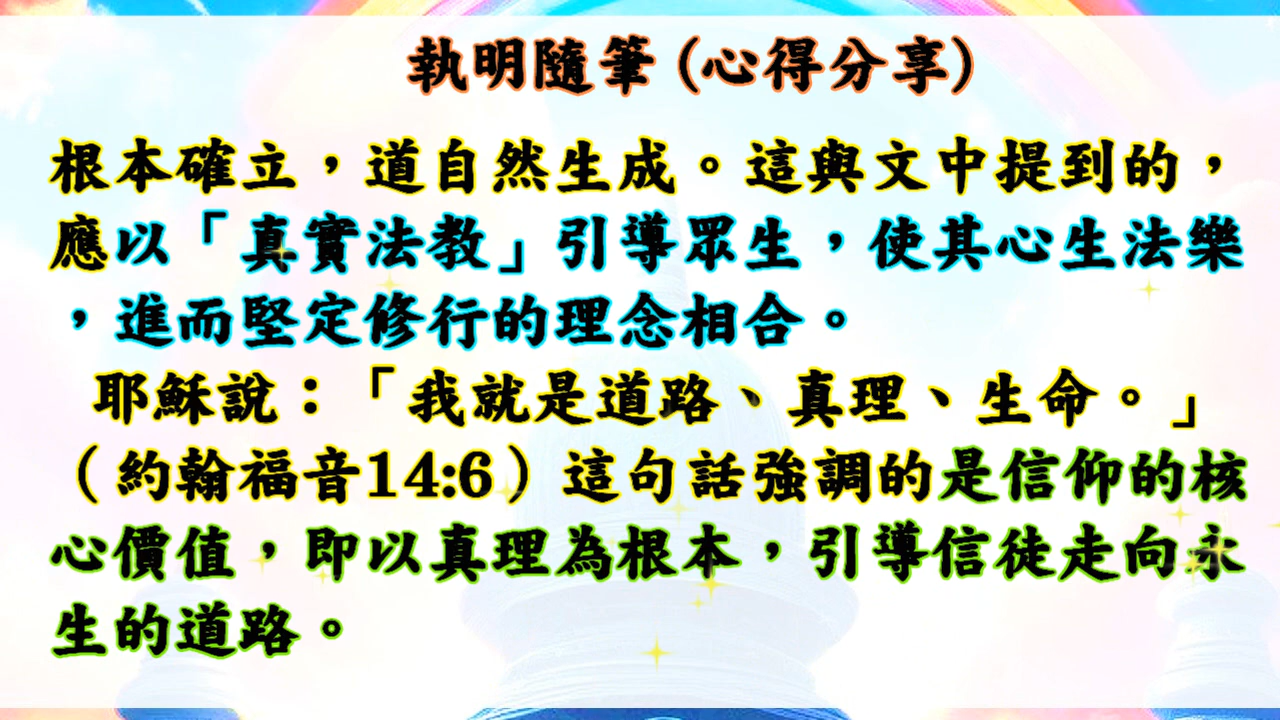 執明隨筆(心得分享)
根本確立，道自然生成。這與文中提到的，
應以「真實法教」引導眾生，使其心生法樂
，進而堅定修行的理念相合。
耶穌說：「我就是道路、真理、生命。」
（約翰福音14:6）這句話強調的是信仰的核
心價值，即以真理為根本，引導信徒走向永
生的道路。